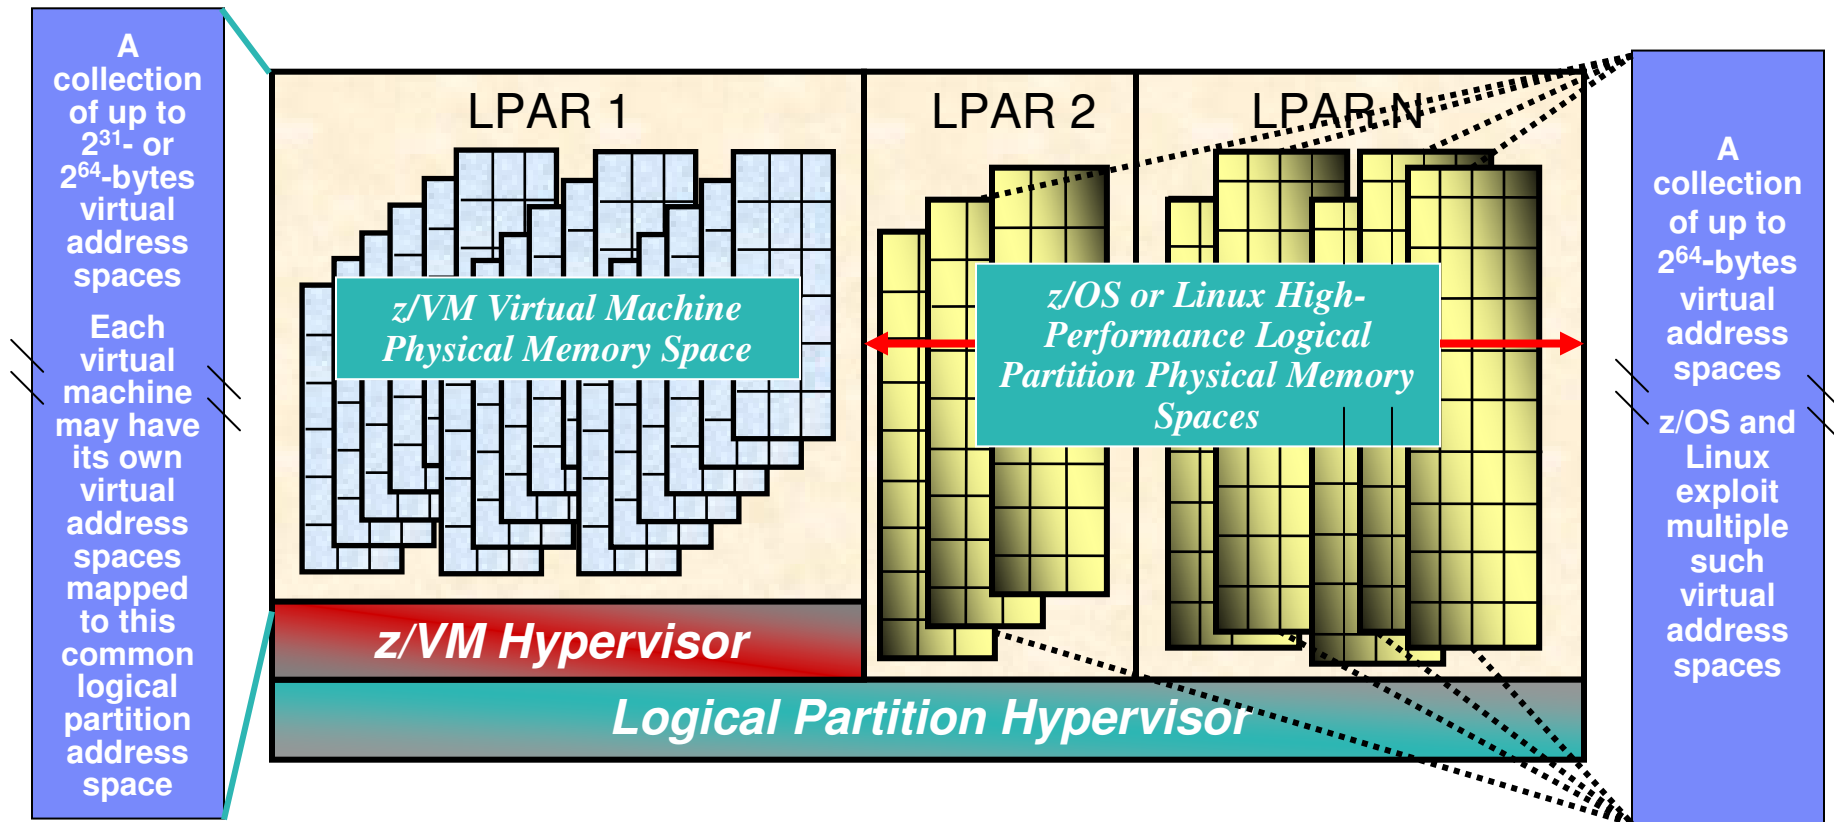 A
collection
of up to
2³¹- or
2⁶⁴-bytes
virtual
address
spaces
Each
virtual
machine
may have
its own
virtual
address
spaces
mapped
to this
common
logical
partition
address
space
LPAR 1
LPAR 2
LPAR N
z/VM Virtual Machine
Physical Memory Space
z/OS or Linux High-
Performance Logical
Partition Physical Memory
Spaces
z/VM Hypervisor
Logical Partition Hypervisor
A
collection
of up to
2⁶⁴-bytes
virtual
address
spaces
z/OS and
Linux
exploit
multiple
such
virtual
address
spaces